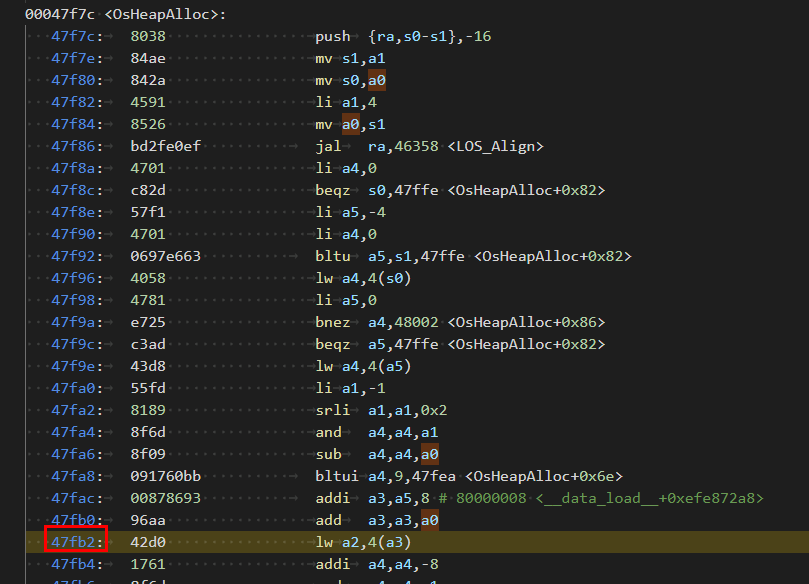 00047f7c <OsHeapAlloc>:
47f7c: 8038 push {ra,s0-s1},-16
47f7e: 84ae mv s1,a1
47f80: 842a mv s0,a0
47f82: 4591 li a1,4
47f84: 8526 mv a0,s1
47f86: bd2fe0ef jal ra,46358 <LOS_Align>
47f8a: 4701 li a4,0
47f8c: c82d beqz s0,47ffe <OsHeapAlloc+0x82>
47f8e: 57f1 li a5,-4
47f90: 4701 li a4,0
47f92: 0697e663 bltu a5,s1,47ffe <OsHeapAlloc+0x82>
47f96: 4058 lw a4,4(s0)
47f98: 4781 li a5,0
47f9a: e725 bnez a4,48002 <OsHeapAlloc+0x86>
47f9c: c3ad beqz a5,47ffe <OsHeapAlloc+0x82>
47f9e: 43d8 lw a4,4(a5)
47fa0: 55fd li a1,-1
47fa2: 8189 srli a1,a1,0x2
47fa4: 8f6d and a4,a4,a1
47fa6: 8f09 sub a4,a4,a0
47fa8: 091760bb bltui a4,9,47fea <OsHeapAlloc+0x6e>
47fac: 00878693 addi a3,a5,8 # 80000008 <__data_load__+0xefe872a8>
47fb0: 96aa add a3,a3,a0
47fb2: 42d0 lw a2,4(a3)
47fb4: 1761 addi a4,a4,-8